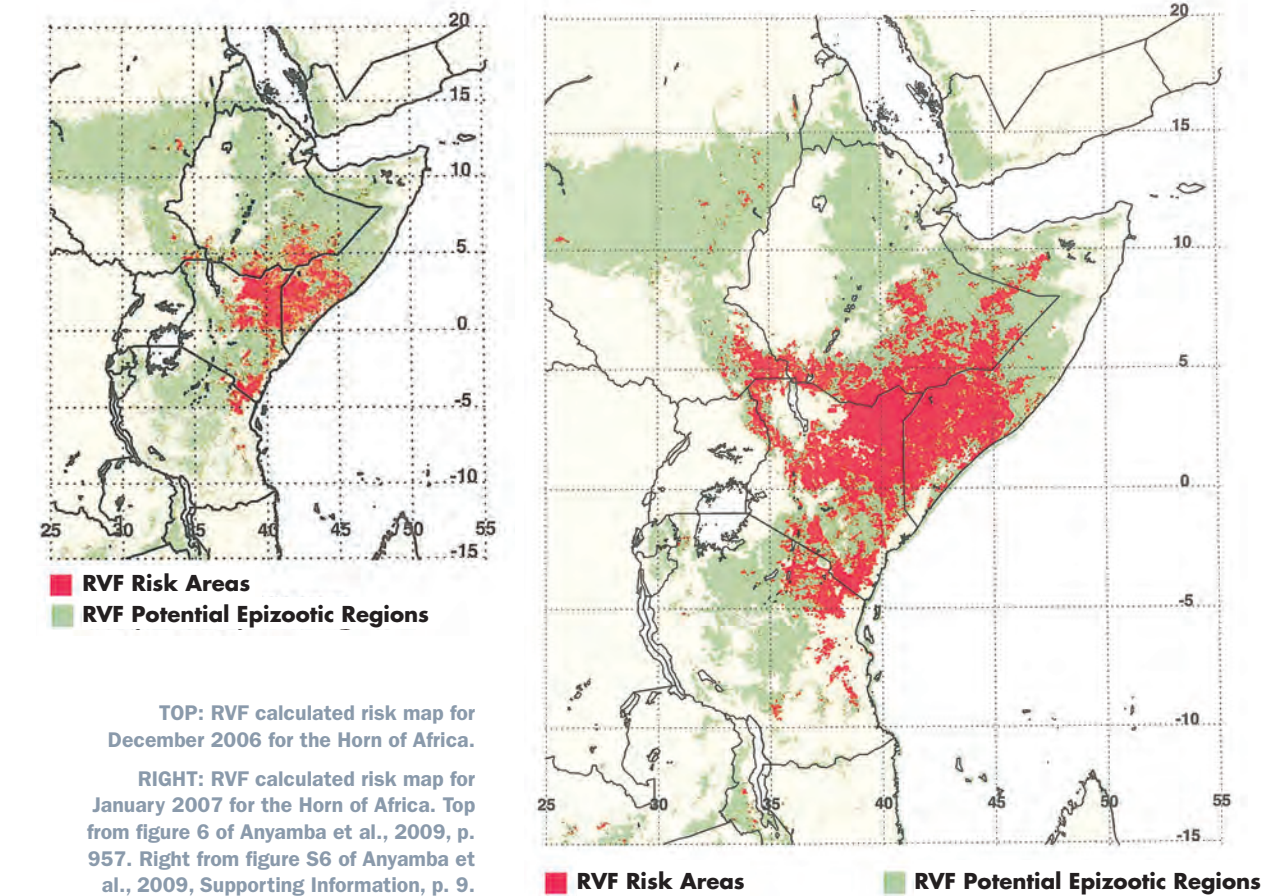 20
15
10
5
0
-5
-10
25 30 35 40 45 50 55
-15
RVF Risk Areas
RVF Potential Epizootic Regions
TOP: RVF calculated risk map for
December 2006 for the Horn of Africa.
RIGHT: RVF calculated risk map for
January 2007 for the Horn of Africa. Top
from figure 6 of Anyamba et al., 2009, p.
957. Right from figure S6 of Anyamba et
al., 2009, Supporting Information, p. 9.
20
15
10
5
0
-5
-10
25 30 35 40 45 50 55
-15
RVF Risk Areas RVF Potential Epizootic Regions